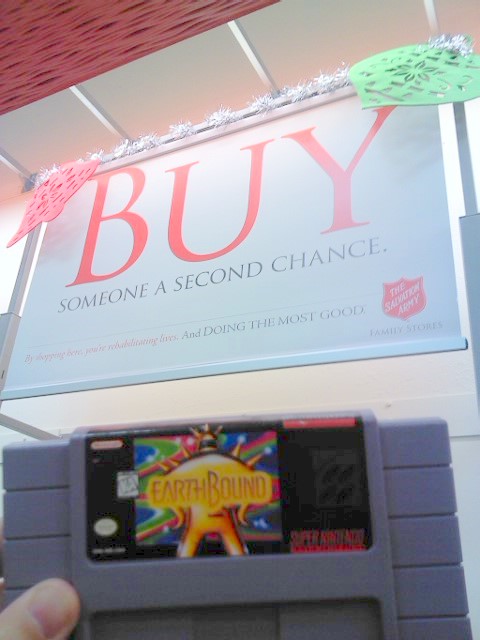 BUY
SOMEONE A SECOND CHANCE.
By shopping here, you're rehabilitating lives. And DOING THE MOST GOOD.
THE
SALVATION
ARMY
FAMILY STORES
EARTHBOUND
SUPER NINTENDO